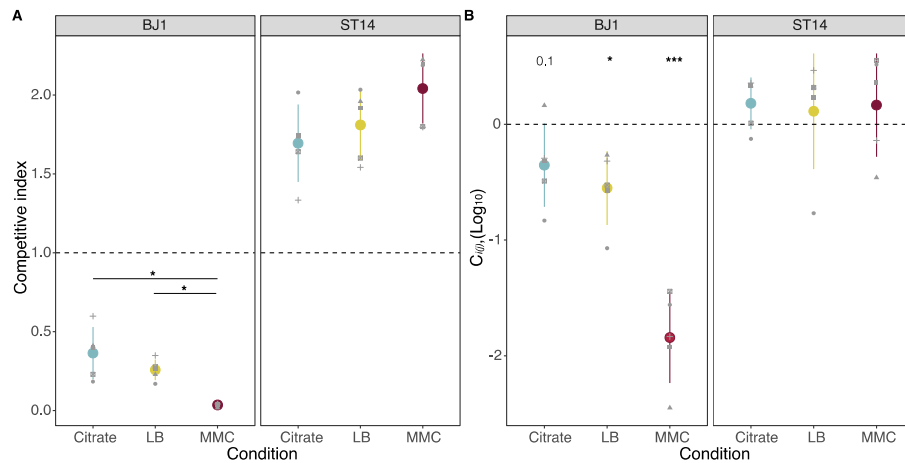 A
BJ1
ST14
Competitive index
2.0
1.5
1.0
0.5
0.0
*
*
Citrate
LB
MMC
Citrate
LB
MMC
Condition
B
BJ1
ST14
C i(j),(Log10)
0
-1
-2
0.1
*
***
Citrate
LB
MMC
Citrate
LB
MMC
Condition